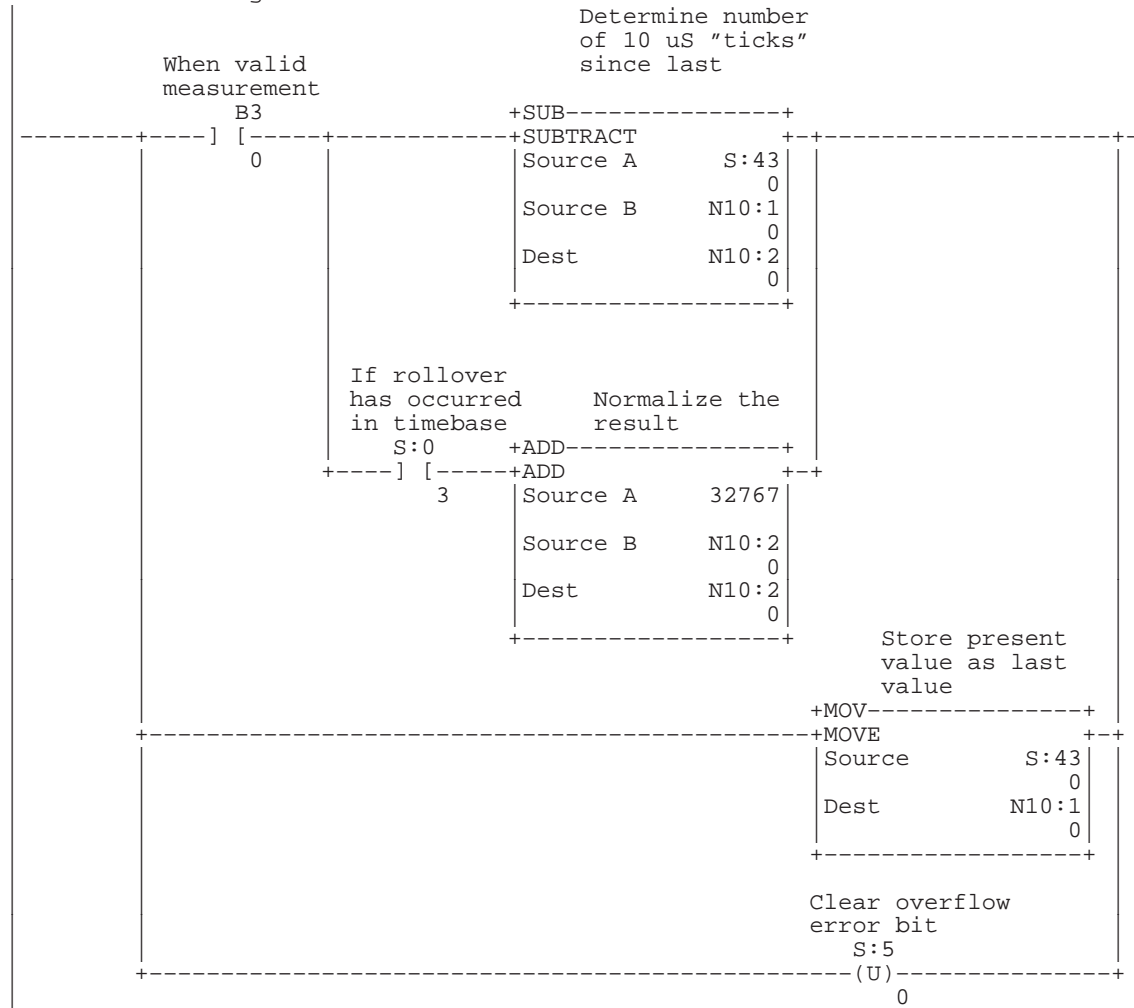 Determine number
of 10 uS "ticks"
since last
When valid
measurement
B3
] [
0
SUB
SUBTRACT
Source A S:43
0
Source B N10:1
0
Dest N10:2
0
If rollover
has occurred
in timebase
S:0
] [
3
Normalize the
result
ADD
ADD
Source A 32767
Source B N10:2
0
Dest N10:2
0
Store present
value as last
value
MOV
MOVE
Source S:43
0
Dest N10:1
0
Clear overflow
error bit
S:5
(U)
0